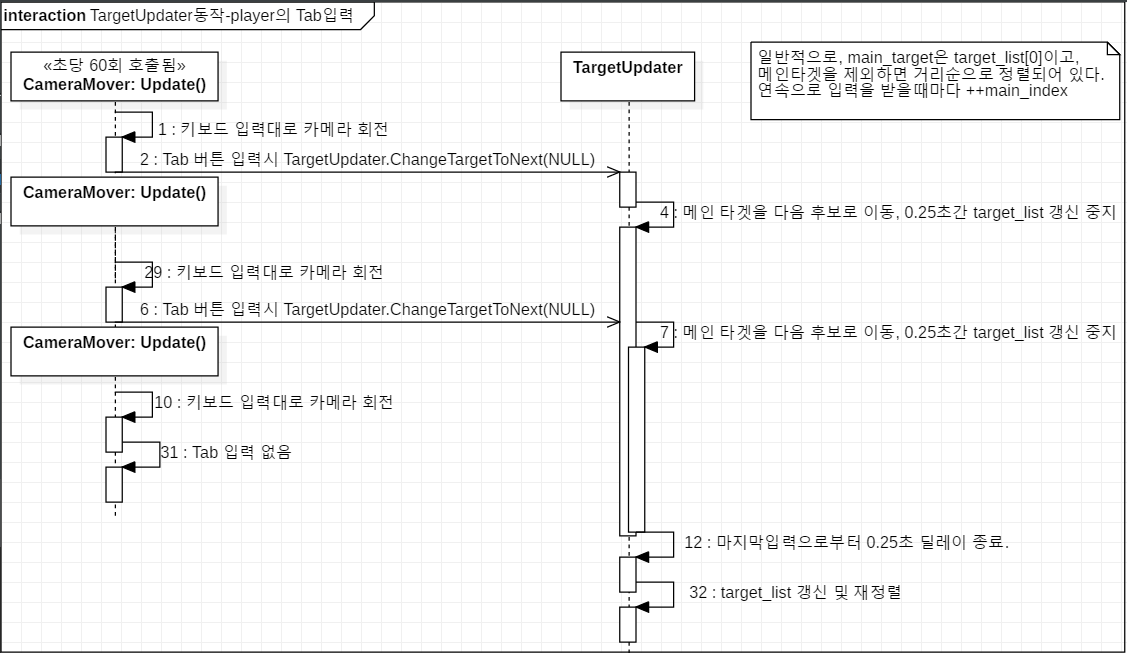 interaction TargetUpdater동작-player의 Tab입력
«초당 60회 호출됨»
CameraMover: Update()
TargetUpdater
일반적으로, main_target은 target_list[0]이고,
메인타겟을 제외하면 거리순으로 정렬되어 있다.
연속으로 입력을 받을때마다 ++main_index
1 : 키보드 입력대로 카메라 회전
2 : Tab 버튼 입력시 TargetUpdater.ChangeTargetToNext(NULL)
CameraMover: Update()
4 : 메인 타겟을 다음 후보로 이동, 0.25초간 target_list 갱신 중지
29 : 키보드 입력대로 카메라 회전
6 : Tab 버튼 입력시 TargetUpdater.ChangeTargetToNext(NULL)
7 : 메인 타겟을 다음 후보로 이동, 0.25초간 target_list 갱신 중지
CameraMover: Update()
10 : 키보드 입력대로 카메라 회전
31 : Tab 입력 없음
12 : 마지막입력으로부터 0.25초 딜레이 종료.
32 : target_list 갱신 및 재정렬